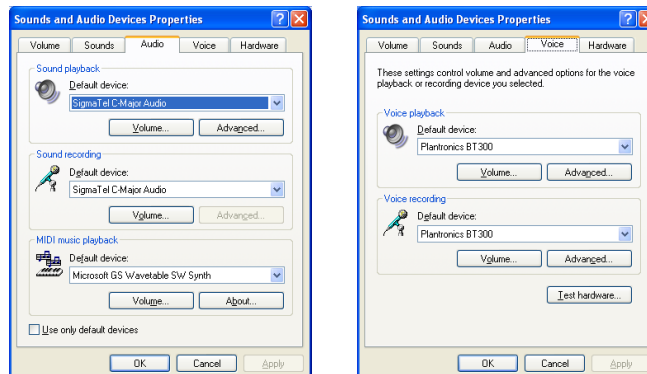 Sounds and Audio Devices Properties
Volume Sounds Audio Voice Hardware
Sound playback
Default device:
SigmaTel C-Major Audio
Volume... Advanced...
Sound recording
Default device:
SigmaTel C-Major Audio
Volume... Advanced...
MIDI music playback
Default device:
Microsoft GS Wavetable SW Synth
Volume... About...
Use only default devices
OK Cancel Apply
Sounds and Audio Devices Properties
Volume Sounds Audio Voice Hardware
These settings control volume and advanced options for the voice
playback or recording device you selected.
Voice playback
Default device:
Plantronics BT300
Volume... Advanced...
Voice recording
Default device:
Plantronics BT300
Volume... Advanced...
Test hardware...
OK Cancel Apply